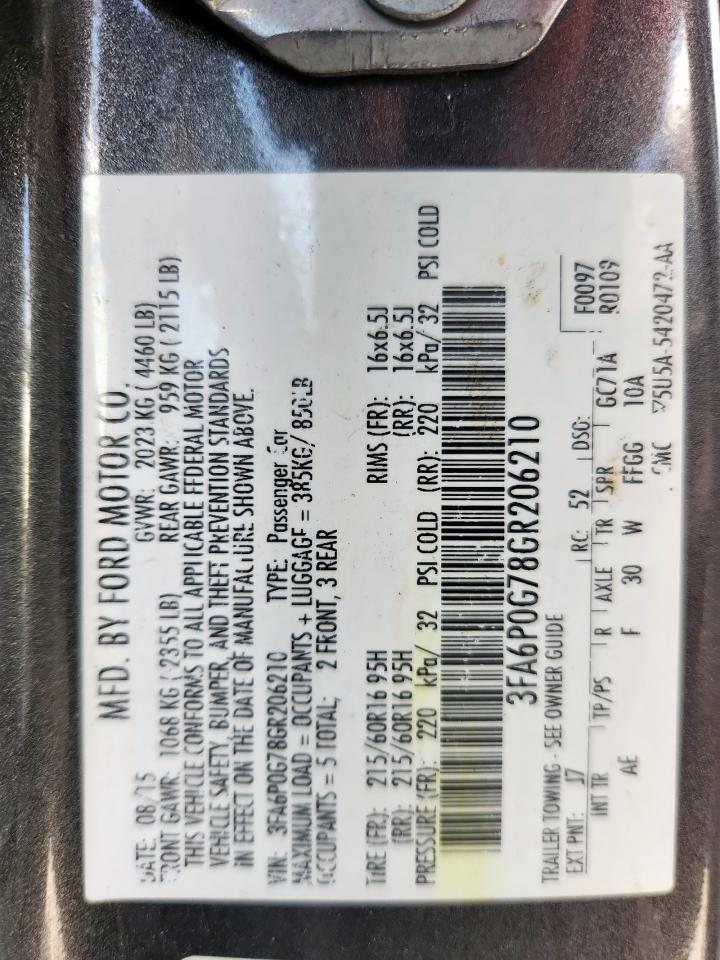 MFD. BY FORD MOTOR CO.
DATE: 08/15 GVWR: 2023 KG ( 4460 LB)
FRONT GAWR: 1068 KG ( 2355 LB) REAR GAWR: 959 KG ( 2115 LB)
THIS VEHICLE CONFORMS TO ALL APPLICABLE FEDERAL MOTOR
VEHICLE SAFETY, BUMPER, AND THEFT PREVENTION STANDARDS
IN EFFECT ON THE DATE OF MANUFACTURE SHOWN ABOVE.
VIN: 3FA6P0G78GR206210 TYPE: Passenger Car
MAXIMUM LOAD = OCCUPANTS + LUGGAGE = 385KG/ 850LB
OCCUPANTS = 5 TOTAL: 2 FRONT, 3 REAR
TIRE (FR): 215/60R16 95H RIMS (FR): 16x6.5J
(RR): 215/60R16 95H (RR): 16x6.5J
PRESSURE (FR): 220 kPa/ 32 PSI COLD (RR): 220 kPa/ 32 PSI COLD
3FA6P0G78GR206210
TRAILER TOWING - SEE OWNER GUIDE
EXT PNT: J7 RC: 52 DSO: F0097
INT TR TP/PS R AXLE TR SPR GC71A R0109
AE F 30 W FFGG 10A
5U5A-5420472-AA